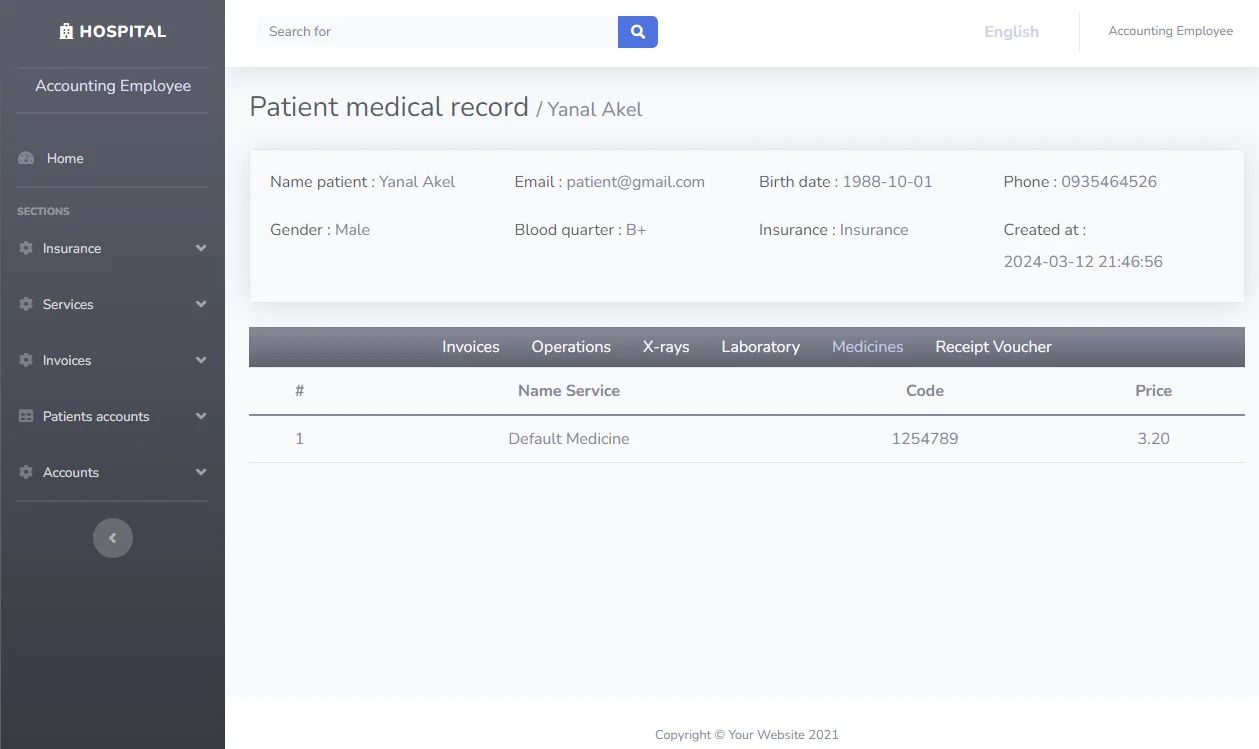 HOSPITAL
Search for
English
Accounting Employee
Accounting Employee
Home
SECTIONS
Insurance
Services
Invoices
Patients accounts
Accounts
Patient medical record / Yanal Akel
Name patient : Yanal Akel Email : patient@gmail.com Birth date : 1988-10-01 Phone : 0935464526
Gender : Male Blood quarter : B+ Insurance : Insurance Created at :
2024-03-12 21:46:56
Invoices Operations X-rays Laboratory Medicines Receipt Voucher
# Name Service Code Price
1 Default Medicine 1254789 3.20
Copyright © Your Website 2021